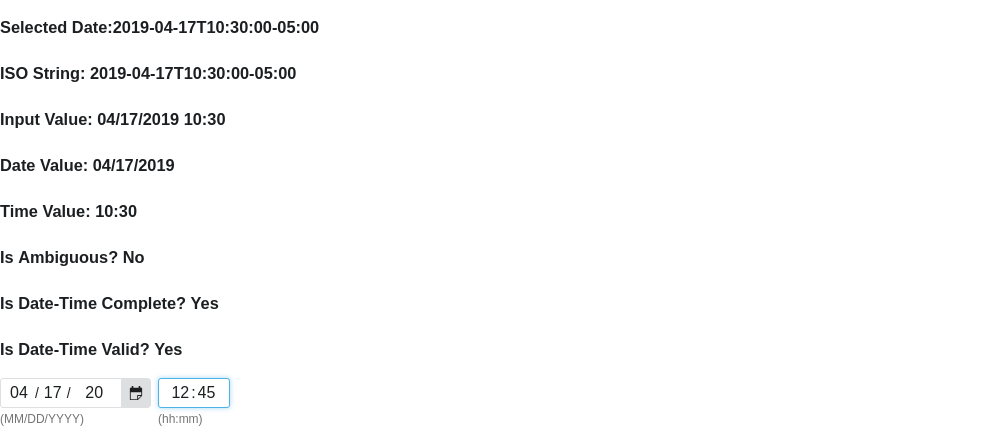 Selected Date:2019-04-17T10:30:00-05:00
ISO String: 2019-04-17T10:30:00-05:00
Input Value: 04/17/2019 10:30
Date Value: 04/17/2019
Time Value: 10:30
Is Ambiguous? No
Is Date-Time Complete? Yes
Is Date-Time Valid? Yes
04 / 17 / 20 12:45
(MM/DD/YYYY) (hh:mm)